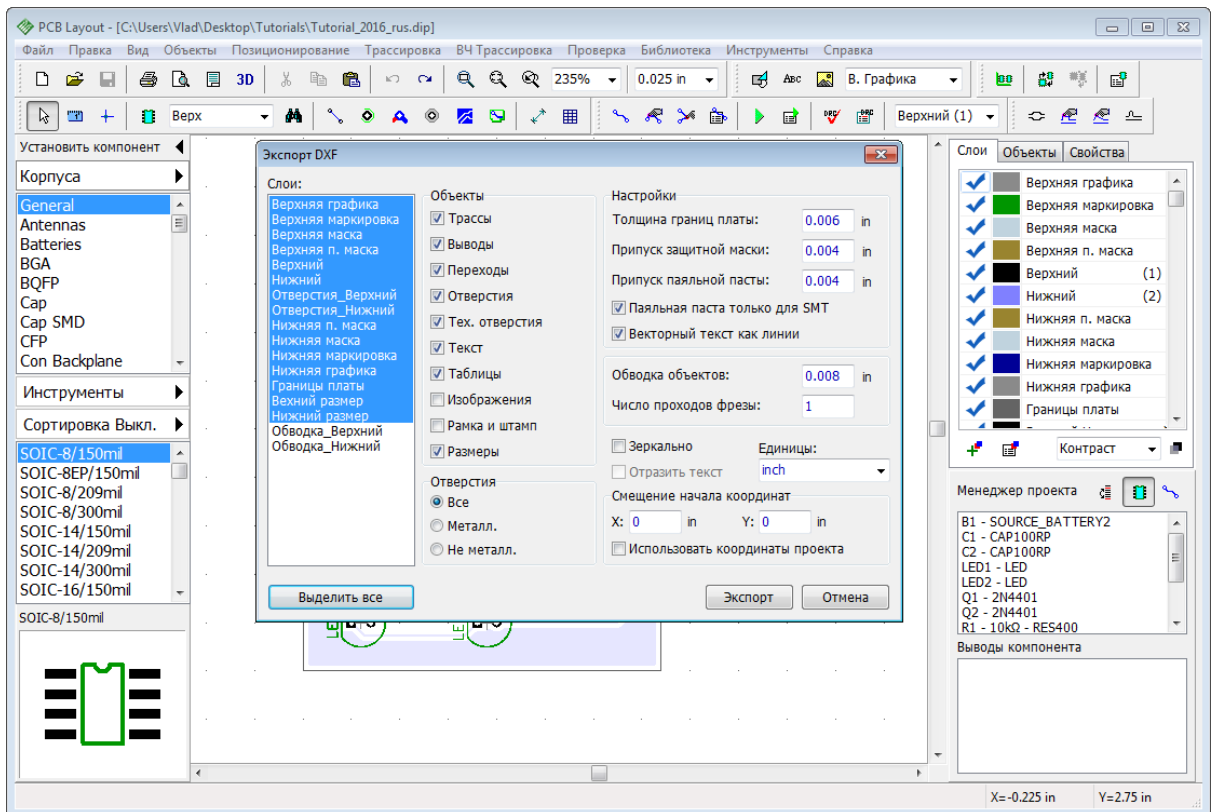 PCB Layout - [C:\Users\Vlad\Desktop\Tutorials\Tutorial_2016_rus.dip]
Файл Правка Вид Объекты Позиционирование Трассировка ВЧ Трассировка Проверка Библиотека Инструменты Справка
3D 235% 0.025 in ABC В. Графика
Верх DRC Верхний (1)
Установить компонент
Корпуса
General
Antennas
Batteries
BGA
BQFP
Cap
Cap SMD
CFP
Con Backplane
Инструменты
Сортировка Выкл.
SOIC-8/150mil
SOIC-8EP/150mil
SOIC-8/209mil
SOIC-8/300mil
SOIC-14/150mil
SOIC-14/209mil
SOIC-14/300mil
SOIC-16/150mil
SOIC-8/150mil
Экспорт DXF
Слои:
Верхняя графика
Верхняя маркировка
Верхняя маска
Верхняя п. маска
Верхний
Нижний
Отверстия_Верхний
Отверстия_Нижний
Нижняя п. маска
Нижняя маска
Нижняя маркировка
Нижняя графика
Границы платы
Вехний размер
Нижний размер
Обводка_Верхний
Обводка_Нижний
Выделить все
Объекты
Трассы
Выводы
Переходы
Отверстия
Тех. отверстия
Текст
Таблицы
Изображения
Рамка и штамп
Размеры
Отверстия
Все
Металл.
Не металл.
Настройки
Толщина границ платы: 0.006 in
Припуск защитной маски: 0.004 in
Припуск паяльной пасты: 0.004 in
Паяльная паста только для SMT
Векторный текст как линии
Обводка объектов: 0.008 in
Число проходов фрезы: 1
Зеркально Единицы:
Отразить текст inch
Смещение начала координат
X: 0 in Y: 0 in
Использовать координаты проекта
Экспорт Отмена
Слои Объекты Свойства
Верхняя графика
Верхняя маркировка
Верхняя маска
Верхняя п. маска
Верхний (1)
Нижний (2)
Нижняя п. маска
Нижняя маска
Нижняя маркировка
Нижняя графика
Границы платы
Контраст
Менеджер проекта
B1 - SOURCE_BATTERY2
C1 - CAP100RP
C2 - CAP100RP
LED1 - LED
LED2 - LED
Q1 - 2N4401
Q2 - 2N4401
R1 - 10kΩ - RES400
Выводы компонента
X=-0.225 in Y=2.75 in